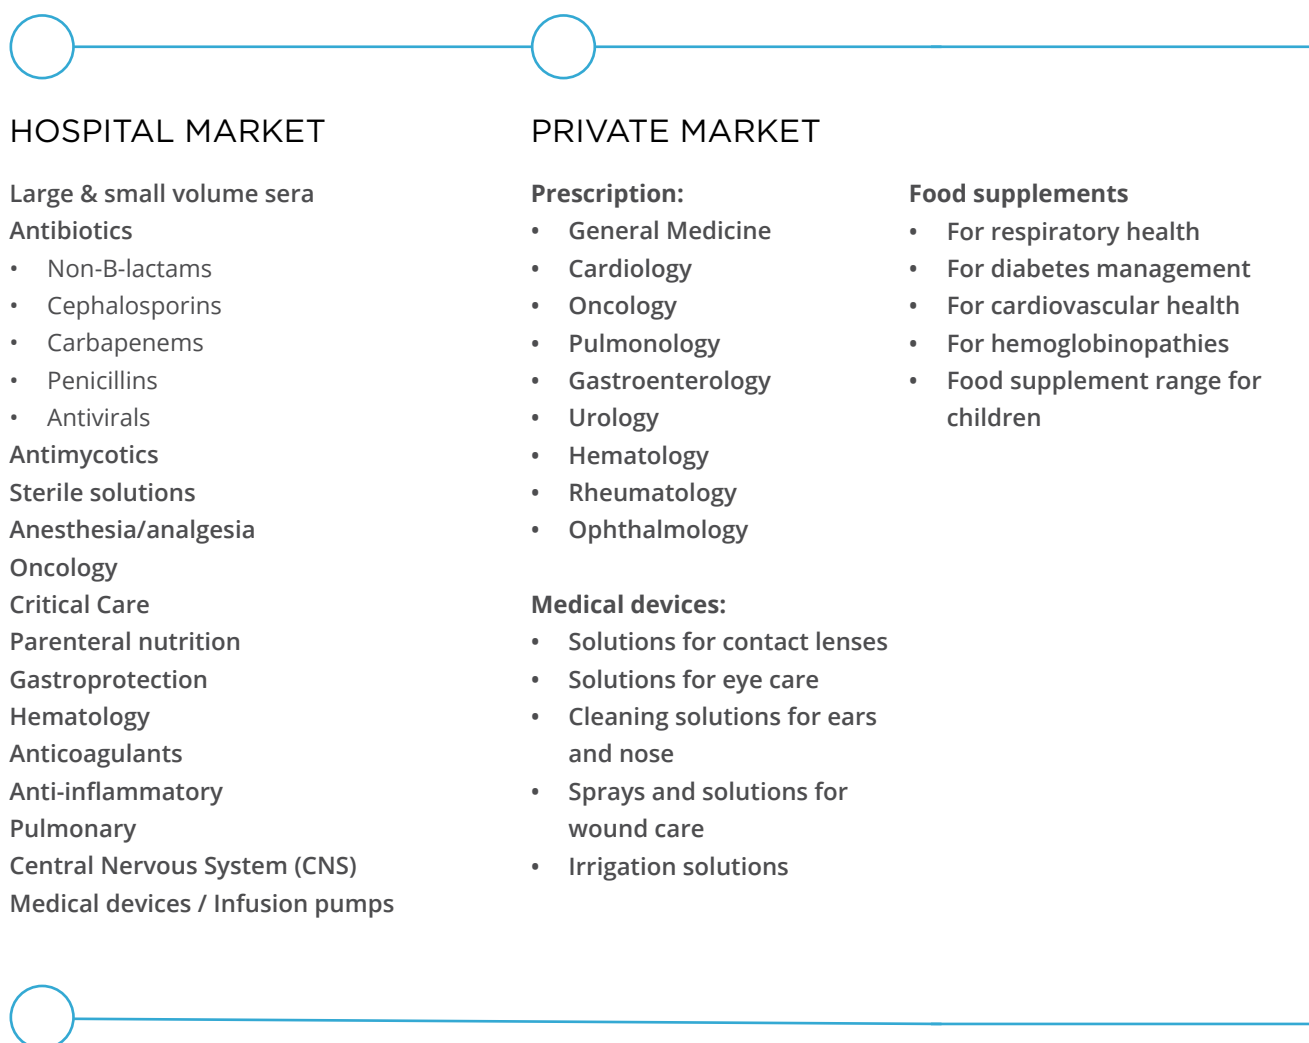 HOSPITAL MARKET
Large & small volume sera
Antibiotics
• Non-B-lactams
• Cephalosporins
• Carbapenems
• Penicillins
• Antivirals
Antimycotics
Sterile solutions
Anesthesia/analgesia
Oncology
Critical Care
Parenteral nutrition
Gastroprotection
Hematology
Anticoagulants
Anti-inflammatory
Pulmonary
Central Nervous System (CNS)
Medical devices / Infusion pumps
PRIVATE MARKET
Prescription:
• General Medicine
• Cardiology
• Oncology
• Pulmonology
• Gastroenterology
• Urology
• Hematology
• Rheumatology
• Ophthalmology
Medical devices:
• Solutions for contact lenses
• Solutions for eye care
• Cleaning solutions for ears
and nose
• Sprays and solutions for
wound care
• Irrigation solutions
Food supplements
• For respiratory health
• For diabetes management
• For cardiovascular health
• For hemoglobinopathies
• Food supplement range for
children